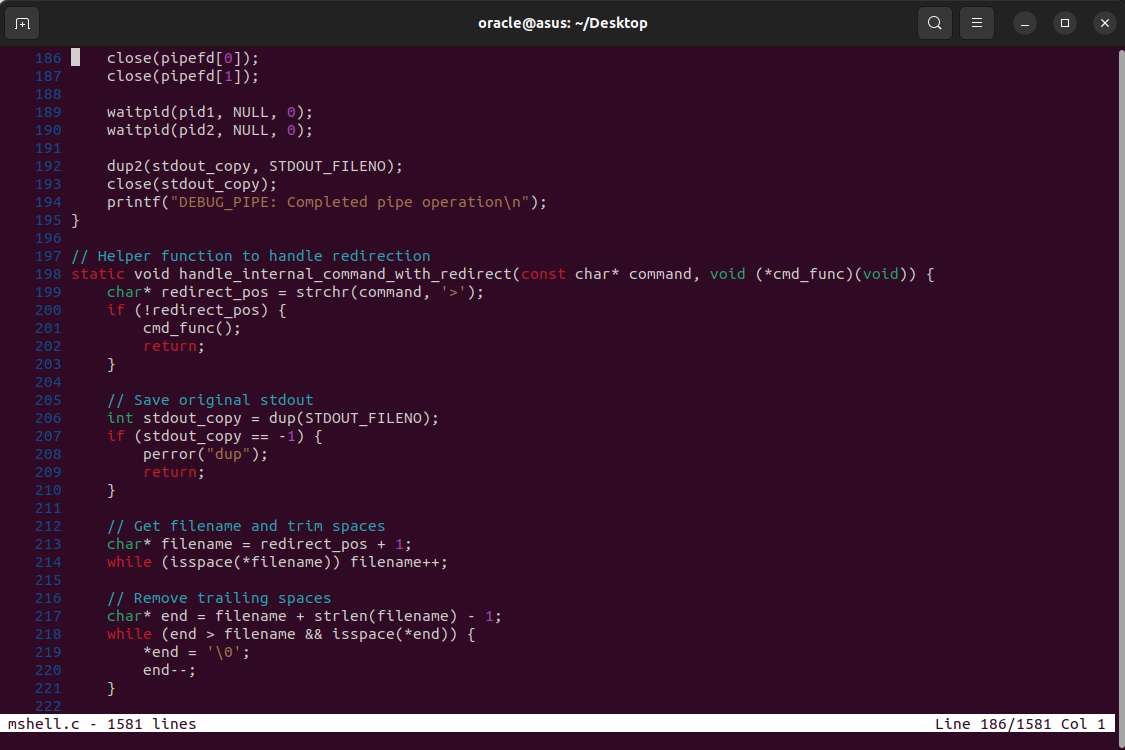 oracle@asus: ~/Desktop
186     close(pipefd[0]);
187     close(pipefd[1]);
188
189     waitpid(pid1, NULL, 0);
190     waitpid(pid2, NULL, 0);
191
192     dup2(stdout_copy, STDOUT_FILENO);
193     close(stdout_copy);
194     printf("DEBUG_PIPE: Completed pipe operation\n");
195 }
196
197 // Helper function to handle redirection
198 static void handle_internal_command_with_redirect(const char* command, void (*cmd_func)(void)) {
199     char* redirect_pos = strchr(command, '>');
200     if (!redirect_pos) {
201         cmd_func();
202         return;
203     }
204
205     // Save original stdout
206     int stdout_copy = dup(STDOUT_FILENO);
207     if (stdout_copy == -1) {
208         perror("dup");
209         return;
210     }
211
212     // Get filename and trim spaces
213     char* filename = redirect_pos + 1;
214     while (isspace(*filename)) filename++;
215
216     // Remove trailing spaces
217     char* end = filename + strlen(filename) - 1;
218     while (end > filename && isspace(*end)) {
219         *end = '\0';
220         end--;
221     }
222
mshell.c - 1581 lines Line 186/1581 Col 1